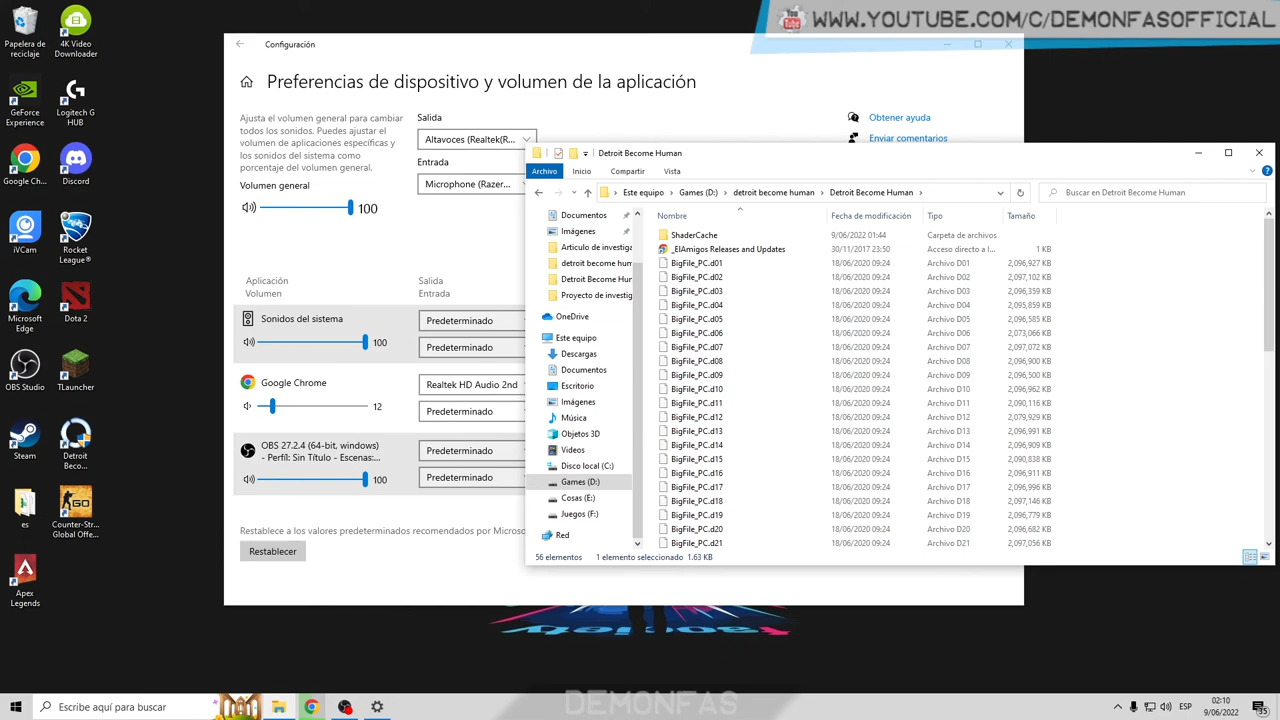 WWW.YOUTUBE.COM/C/DEMONFASOFFICIAL
Papelera de reciclaje
4K Video Downloader
GeForce Experience
Logitech G HUB
Google Ch...
Discord
iVCam
Rocket League®
Microsoft Edge
Dota 2
OBS Studio
TLauncher
Steam
Detroit Beco...
es
Counter-Str... Global Offe...
Apex Legends
Configuración
Preferencias de dispositivo y volumen de la aplicación
Ajusta el volumen general para cambiar
todos los sonidos. Puedes ajustar el
volumen de aplicaciones específicas y
los sonidos del sistema como
porcentaje del volumen general.
Volumen general
100
Salida
Altavoces (Realtek(R...
Entrada
Microphone (Razer...
Obtener ayuda
Enviar comentarios
Aplicación
Volumen
Salida
Entrada
Sonidos del sistema
100
Predeterminado
Predeterminado
Google Chrome
12
Realtek HD Audio 2nd
Predeterminado
OBS 27.2.4 (64-bit, windows)
- Perfil: Sin Título - Escenas:...
100
Predeterminado
Predeterminado
Restablece a los valores predeterminados recomendados por Microso
Restablecer
Detroit Become Human
Archivo Inicio Compartir Vista
Este equipo Games (D:) detroit become human Detroit Become Human
Buscar en Detroit Become Human
Documentos
Imágenes
Articulo de investiga
detroit become hum
Detroit Become Hur
Proyecto de investig
OneDrive
Este equipo
Descargas
Documentos
Escritorio
Imágenes
Música
Objetos 3D
Videos
Disco local (C:)
Games (D:)
Cosas (E:)
Juegos (F:)
Red
Nombre Fecha de modificación Tipo Tamaño
ShaderCache 9/06/2022 01:44 Carpeta de archivos
_ElAmigos Releases and Updates 30/11/2017 23:50 Acceso directo a I... 1 KB
BigFile_PC.d01 18/06/2020 09:24 Archivo D01 2,096,927 KB
BigFile_PC.d02 18/06/2020 09:24 Archivo D02 2,097,102 KB
BigFile_PC.d03 18/06/2020 09:24 Archivo D03 2,096,359 KB
BigFile_PC.d04 18/06/2020 09:24 Archivo D04 2,095,859 KB
BigFile_PC.d05 18/06/2020 09:24 Archivo D05 2,096,585 KB
BigFile_PC.d06 18/06/2020 09:24 Archivo D06 2,073,066 KB
BigFile_PC.d07 18/06/2020 09:24 Archivo D07 2,097,072 KB
BigFile_PC.d08 18/06/2020 09:24 Archivo D08 2,096,900 KB
BigFile_PC.d09 18/06/2020 09:24 Archivo D09 2,096,500 KB
BigFile_PC.d10 18/06/2020 09:24 Archivo D10 2,096,962 KB
BigFile_PC.d11 18/06/2020 09:24 Archivo D11 2,090,116 KB
BigFile_PC.d12 18/06/2020 09:24 Archivo D12 2,079,929 KB
BigFile_PC.d13 18/06/2020 09:24 Archivo D13 2,096,991 KB
BigFile_PC.d14 18/06/2020 09:24 Archivo D14 2,096,909 KB
BigFile_PC.d15 18/06/2020 09:24 Archivo D15 2,090,838 KB
BigFile_PC.d16 18/06/2020 09:24 Archivo D16 2,096,911 KB
BigFile_PC.d17 18/06/2020 09:24 Archivo D17 2,096,996 KB
BigFile_PC.d18 18/06/2020 09:24 Archivo D18 2,097,146 KB
BigFile_PC.d19 18/06/2020 09:24 Archivo D19 2,096,779 KB
BigFile_PC.d20 18/06/2020 09:24 Archivo D20 2,096,682 KB
BigFile_PC.d21 18/06/2020 09:24 Archivo D21 2,097,056 KB
56 elementos 1 elemento seleccionado 1.63 KB
DEMONFAS
Escribe aquí para buscar
ESP
02:10
9/06/2022